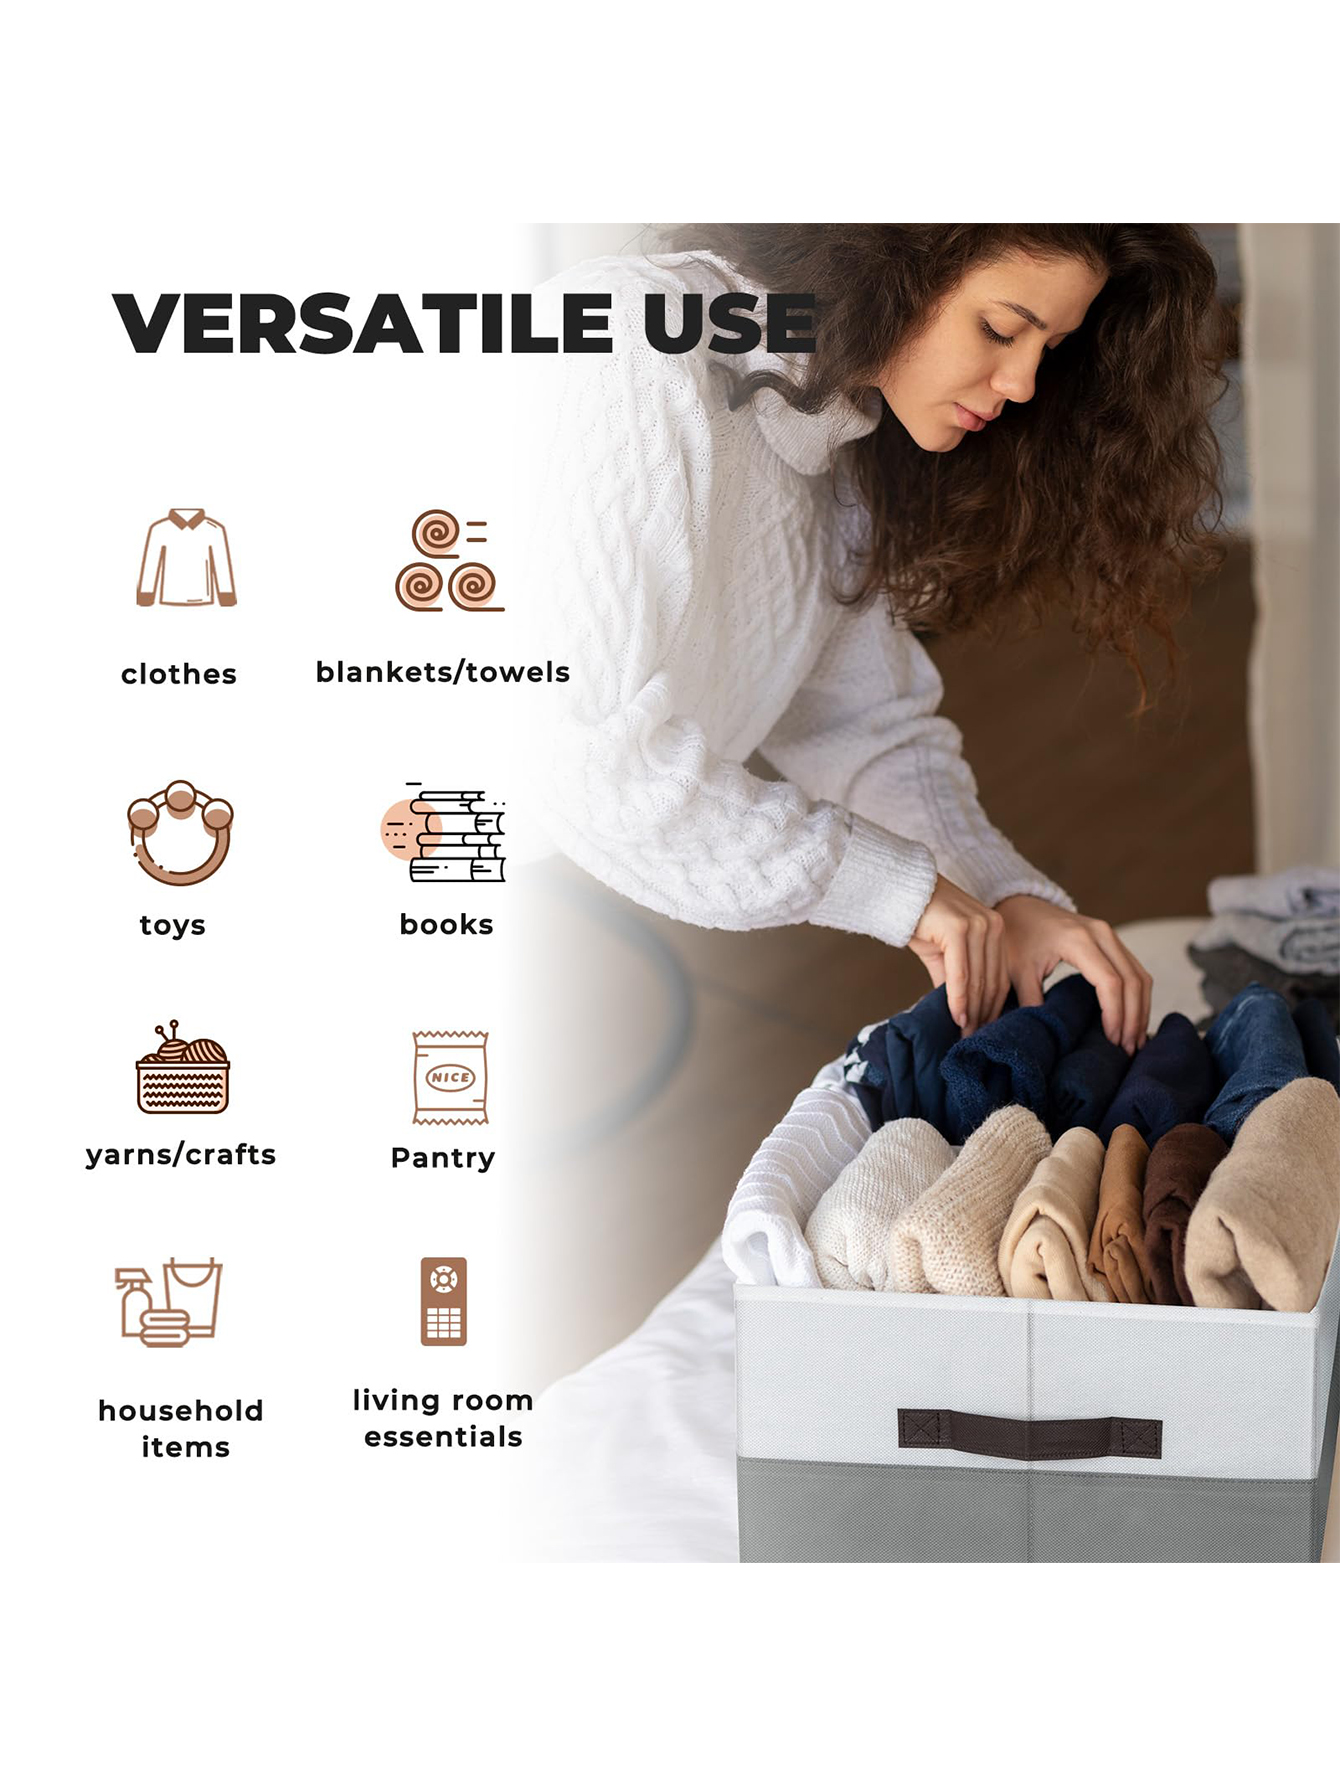 VERSATILE USE
clothes
blankets/towels
toys
books
yarns/crafts
NICE
Pantry
household
items
living room
essentials